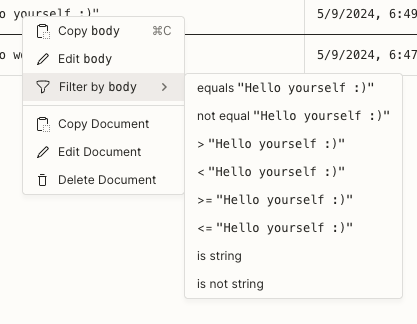 o yourself :)"
5/9/2024, 6:49
Copy body ⌘C
Edit body
5/9/2024, 6:47
Filter by body
equals "Hello yourself :)"
not equal "Hello yourself :)"
Copy Document
> "Hello yourself :)"
Edit Document
< "Hello yourself :)"
Delete Document
>= "Hello yourself :)"
<= "Hello yourself :)"
is string
is not string